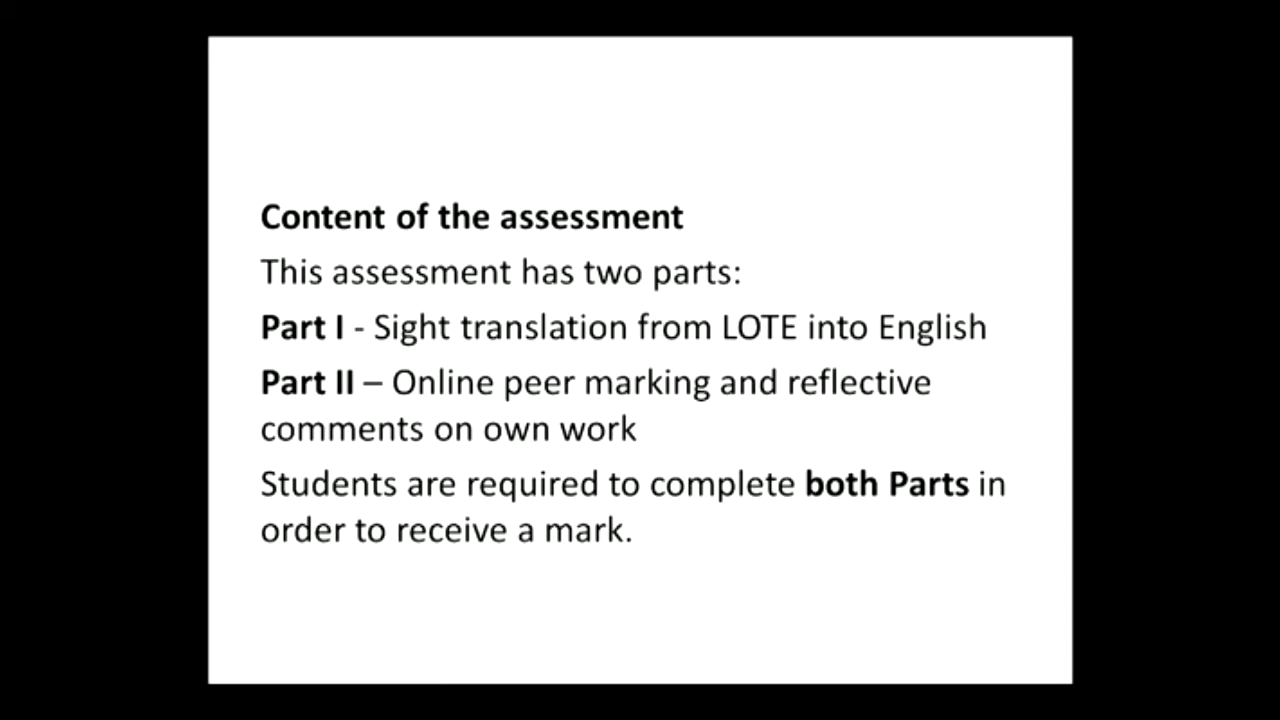 Content of the assessment
This assessment has two parts:
Part I - Sight translation from LOTE into English
Part II – Online peer marking and reflective
comments on own work
Students are required to complete both Parts in
order to receive a mark.